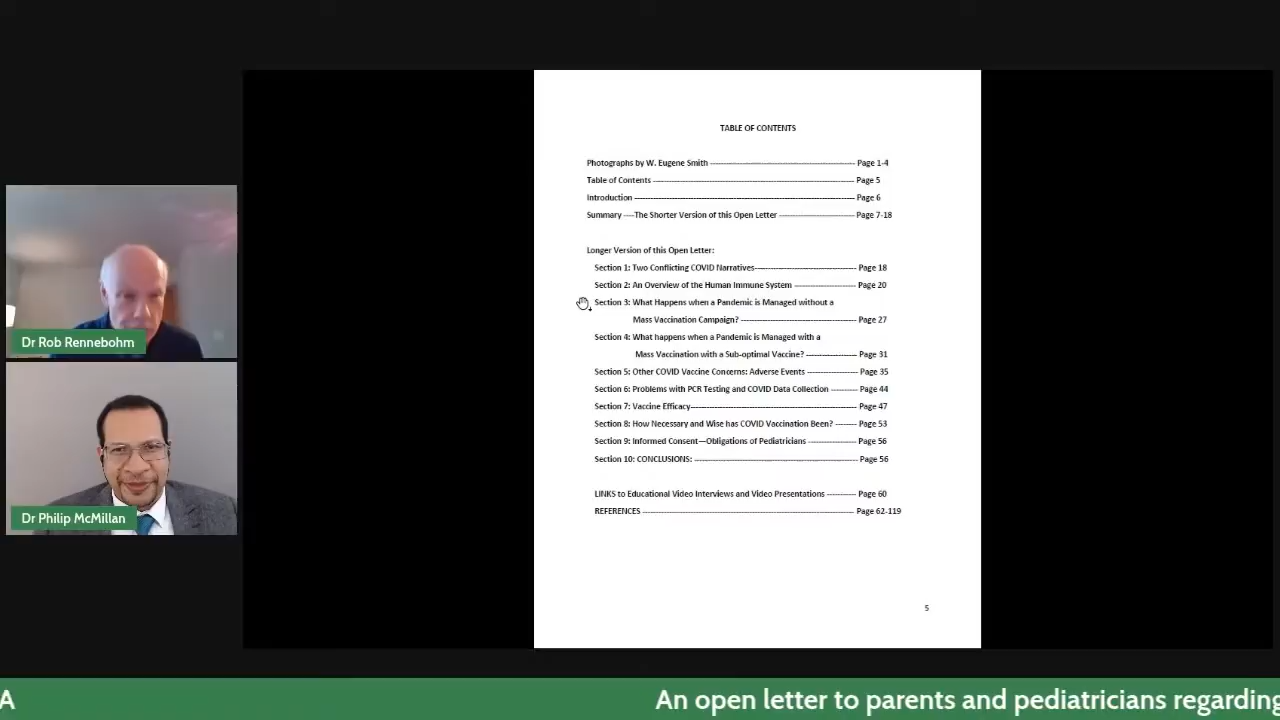 TABLE OF CONTENTS
Photographs by W. Eugene Smith ---------------------------------------------------- Page 1-4
Table of Contents ------------------------------------------------------------------------ Page 5
Introduction ------------------------------------------------------------------------------ Page 6
Summary ----The Shorter Version of this Open Letter --------------------------- Page 7-18
Longer Version of this Open Letter:
Section 1: Two Conflicting COVID Narratives------------------------------------ Page 18
Section 2: An Overview of the Human Immune System ---------------------- Page 20
Section 3: What Happens when a Pandemic is Managed without a
Mass Vaccination Campaign? ----------------------------------------- Page 27
Section 4: What happens when a Pandemic is Managed with a
Mass Vaccination with a Sub-optimal Vaccine? ------------------ Page 31
Section 5: Other COVID Vaccine Concerns: Adverse Events ------------------ Page 35
Section 6: Problems with PCR Testing and COVID Data Collection ---------- Page 44
Section 7: Vaccine Efficacy----------------------------------------------------------- Page 47
Section 8: How Necessary and Wise has COVID Vaccination Been? -------- Page 53
Section 9: Informed Consent—Obligations of Pediatricians ------------------ Page 56
Section 10: CONCLUSIONS: ---------------------------------------------------------- Page 56
LINKS to Educational Video Interviews and Video Presentations ----------- Page 60
REFERENCES -------------------------------------------------------------------------- Page 62-119
5
Dr Rob Rennebohm
Dr Philip McMillan
A An open letter to parents and pediatricians regarding